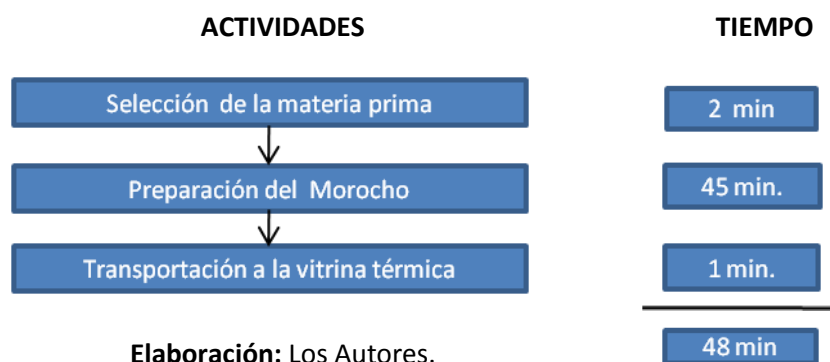 ACTIVIDADES TIEMPO
Selección de la materia prima 2 min
Preparación del Morocho 45 min.
Transportación a la vitrina térmica 1 min.
48 min
Elaboración: Los Autores.